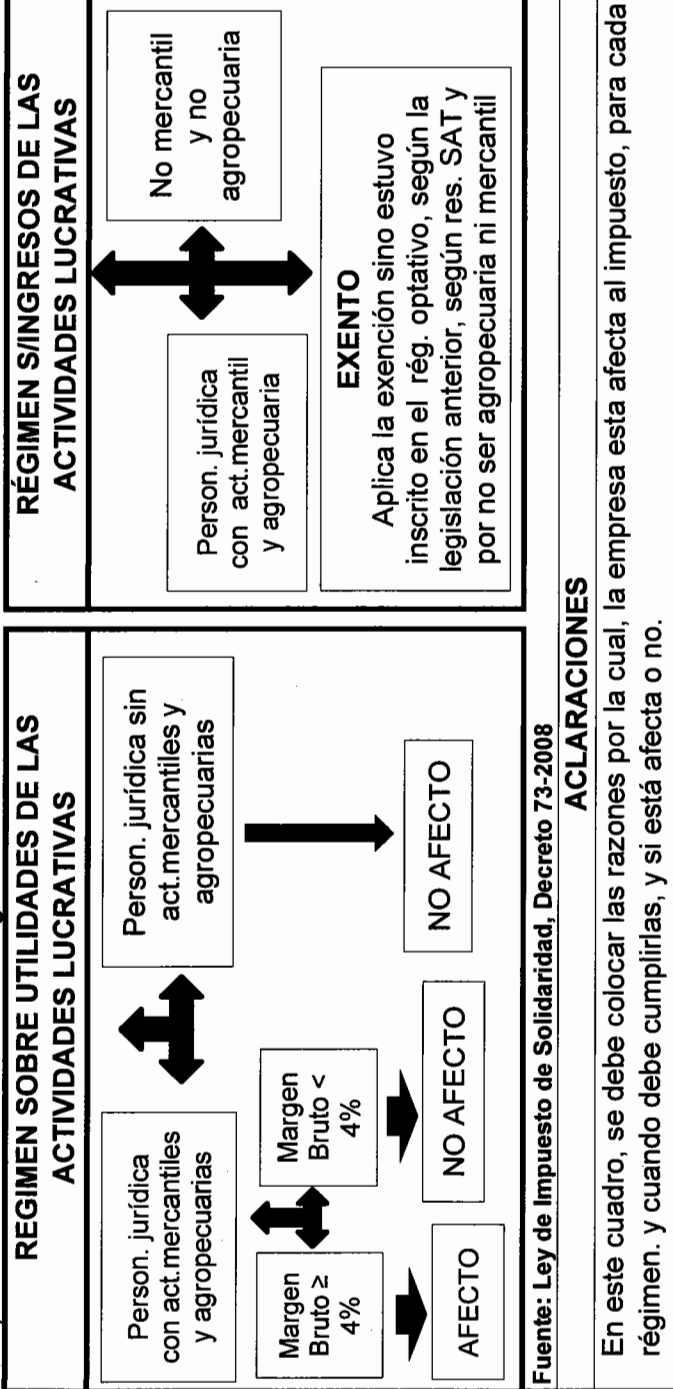 REGIMEN SOBRE UTILIDADES DE LAS
ACTIVIDADES LUCRATIVAS
Person. jurídica
con act.mercantiles
y agropecuarias
Person. jurídica sin
act.mercantiles y
agropecuarias
Margen
Bruto ≥
4%
Margen
Bruto <
4%
AFECTO
NO AFECTO
NO AFECTO
RÉGIMEN S/INGRESOS DE LAS
ACTIVIDADES LUCRATIVAS
Person. jurídica
con act.mercantil
y agropecuaria
No mercantil
y no
agropecuaria
EXENTO
Aplica la exención sino estuvo
inscrito en el rég. optativo, según la
legislación anterior, según res. SAT y
por no ser agropecuaria ni mercantil
Fuente: Ley de Impuesto de Solidaridad, Decreto 73-2008
ACLARACIONES
En este cuadro, se debe colocar las razones por la cual, la empresa esta afecta al impuesto, para cada
régimen. y cuando debe cumplirlas, y si está afecta o no.